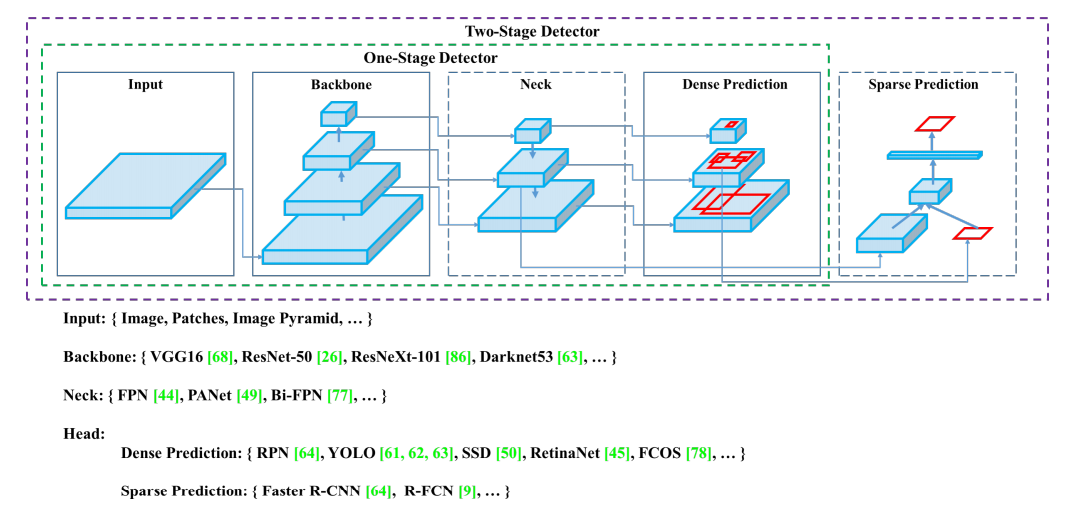 Two-Stage Detector
One-Stage Detector
Input
Backbone
Neck
Dense Prediction
Sparse Prediction
Input: { Image, Patches, Image Pyramid, … }
Backbone: { VGG16 [68], ResNet-50 [26], ResNeXt-101 [86], Darknet53 [63], … }
Neck: { FPN [44], PANet [49], Bi-FPN [77], … }
Head:
Dense Prediction: { RPN [64], YOLO [61, 62, 63], SSD [50], RetinaNet [45], FCOS [78], … }
Sparse Prediction: { Faster R-CNN [64], R-FCN [9], … }